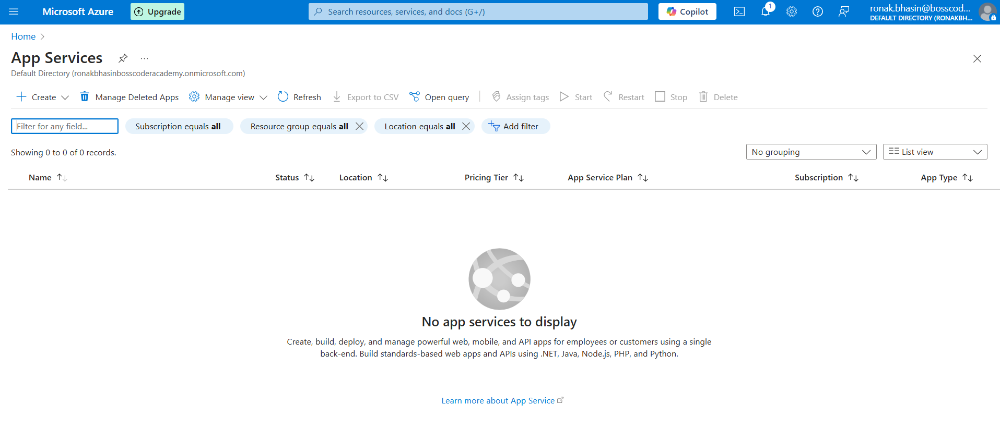 Microsoft Azure Upgrade Search resources, services, and docs (G+/) Copilot 1 ronak.bhasin@bosscod...
DEFAULT DIRECTORY (RONAKBH...
Home
App Services ...
Default Directory (ronakbhasinbosscoderacademy.onmicrosoft.com)
Create Manage Deleted Apps Manage view Refresh Export to CSV Open query Assign tags Start Restart Stop Delete
Filter for any field... Subscription equals all Resource group equals all Location equals all Add filter
Showing 0 to 0 of 0 records. No grouping List view
Name Status Location Pricing Tier App Service Plan Subscription App Type
No app services to display
Create, build, deploy, and manage powerful web, mobile, and API apps for employees or customers using a single
back-end. Build standards-based web apps and APIs using .NET, Java, Node.js, PHP, and Python.
Learn more about App Service